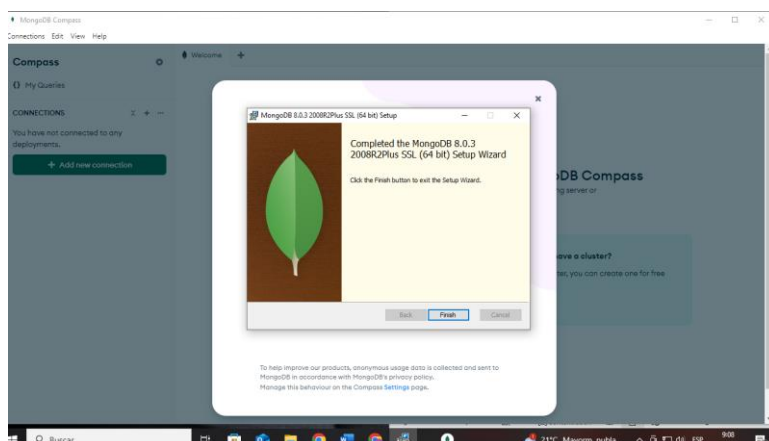 MongoDB Compass
Connections Edit View Help
Compass
Welcome
My Queries
CONNECTIONS
You have not connected to any
deployments.
+ Add new connection
MongoDB 8.0.3 2008R2Plus SSL (64 bit) Setup
Completed the MongoDB 8.0.3
2008R2Plus SSL (64 bit) Setup Wizard
Click the Finish button to exit the Setup Wizard.
Back Finish Cancel
DB Compass
server or
have a cluster?
you can create one for free
To help improve our products, anonymous usage data is collected and sent to
MongoDB in accordance with MongoDB's privacy policy.
Manage this behaviour on the Compass Settings page.
Buscar
21°C Mayorm. nubla
ESP
9:08